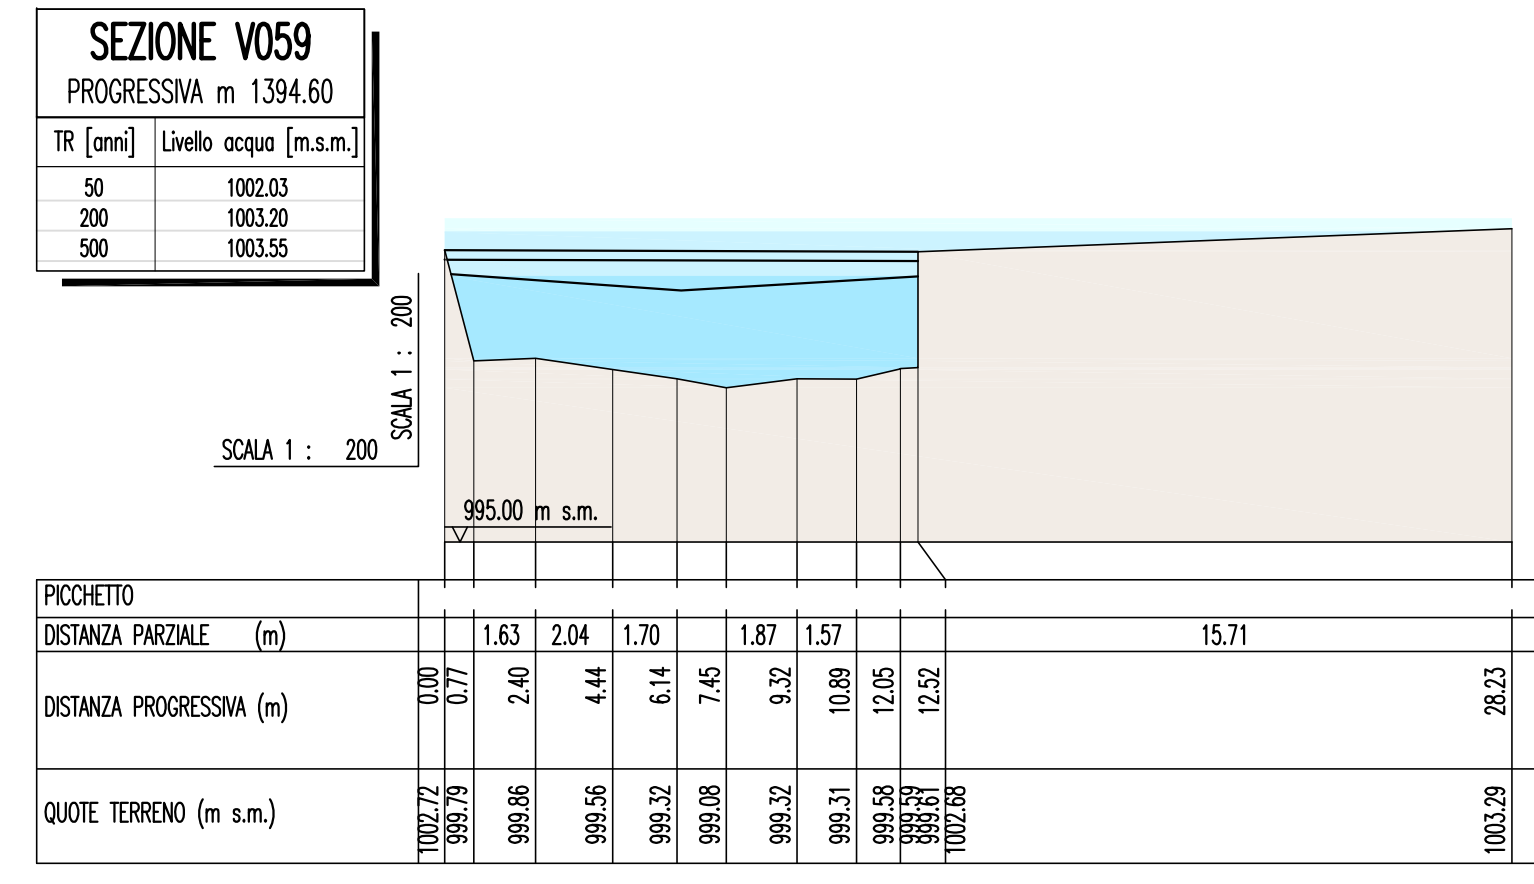 SEZIONE V059
PROGRESSIVA m 1394.60
TR [anni] Livello acqua [m.s.m.]
50 1002.03
200 1003.20
500 1003.55
SCALA 1 : 200
SCALA 1 : 200
995.00 m s.m.
PICCHETTO
DISTANZA PARZIALE (m) 1.63 2.04 1.70 1.87 1.57 15.71
DISTANZA PROGRESSIVA (m) 0.00 0.77 2.40 4.44 6.14 7.45 9.32 10.89 12.05 12.52 28.23
QUOTE TERRENO (m s.m.) 1002.72 999.79 999.86 999.56 999.32 999.08 999.32 999.31 999.58 999.59 999.61 1002.68 1003.29